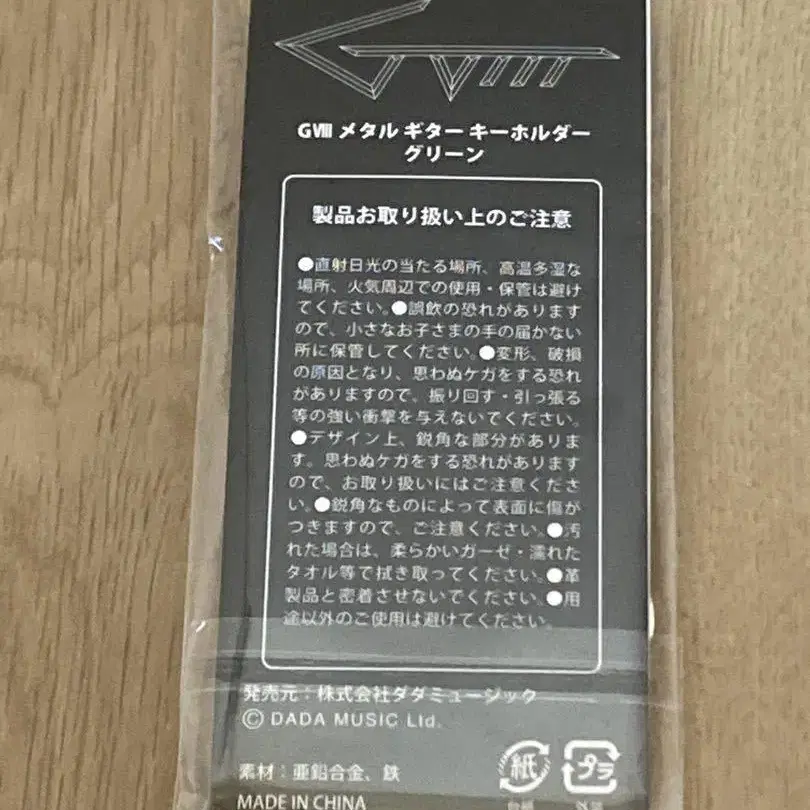 GVIII
GⅧ メタル ギター キーホルダー
グリーン
製品お取り扱い上のご注意
●直射日光の当たる場所、高温多湿な
場所、火気周辺での使用・保管は避け
てください。●誤飲の恐れがあります
ので、小さなお子さまの手の届かない
所に保管してください。●変形、破損
の原因となり、思わぬケガをする恐れ
がありますので、振り回す・引っ張る
等の強い衝撃を与えないでください。
●デザイン上、鋭角な部分がありま
す。思わぬケガをする恐れがあります
ので、お取り扱いにはご注意くださ
い。●鋭角なものによって表面に傷が
つきますので、ご注意ください。●汚
れた場合は、柔らかいガーゼ・濡れた
タオル等で拭き取ってください。●革
製品と密着させないでください。●用
途以外のご使用は避けてください。
発売元：株式会社ダダミュージック
© DADA MUSIC Ltd.
素材：亜鉛合金、鉄
紙 プラ
MADE IN CHINA